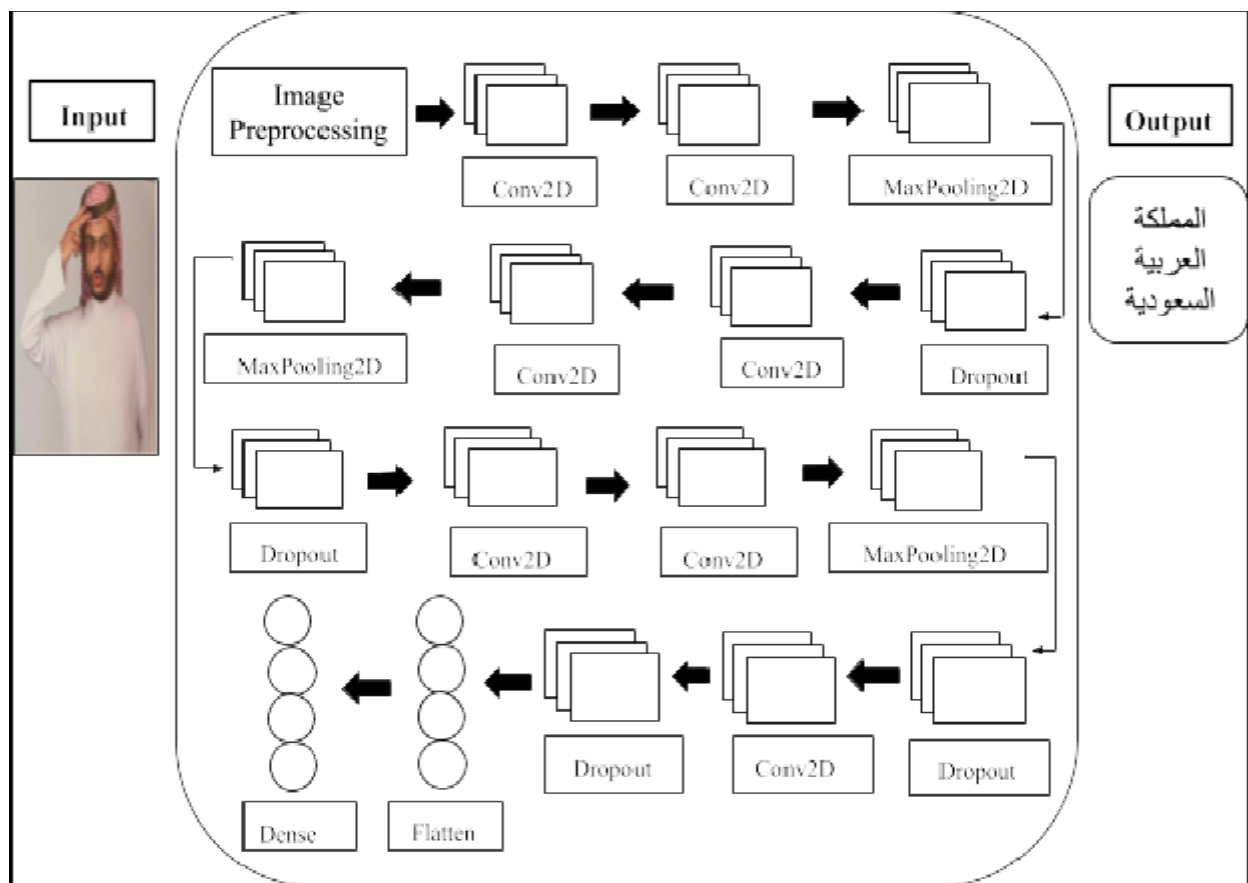 Input
Image
Preprocessing
Conv2D
Conv2D
MaxPooling2D
Output
المملكة
العربية
السعودية
MaxPooling2D
Conv2D
Conv2D
Dropout
Dropout
Conv2D
Conv2D
MaxPooling2D
Dense
Flatten
Dropout
Conv2D
Dropout